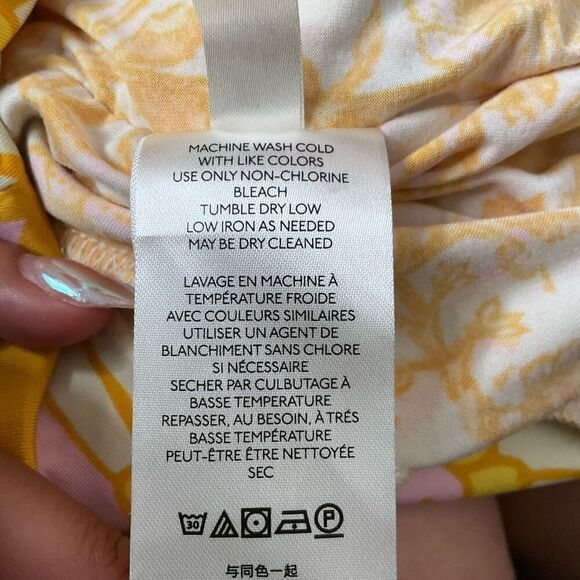 MACHINE WASH COLD
WITH LIKE COLORS
USE ONLY NON-CHLORINE
BLEACH
TUMBLE DRY LOW
LOW IRON AS NEEDED
MAY BE DRY CLEANED
LAVAGE EN MACHINE À
TEMPÉRATURE FROIDE
AVEC COULEURS SIMILAIRES
UTILISER UN AGENT DE
BLANCHIMENT SANS CHLORE
SI NÉCESSAIRE
SECHER PAR CULBUTAGE À
BASSE TEMPERATURE
REPASSER, AU BESOIN, À TRÉS
BASSE TEMPÉRATURE
PEUT-ÊTRE ÊTRE NETTOYÉE
SEC
30 P
与同色一起